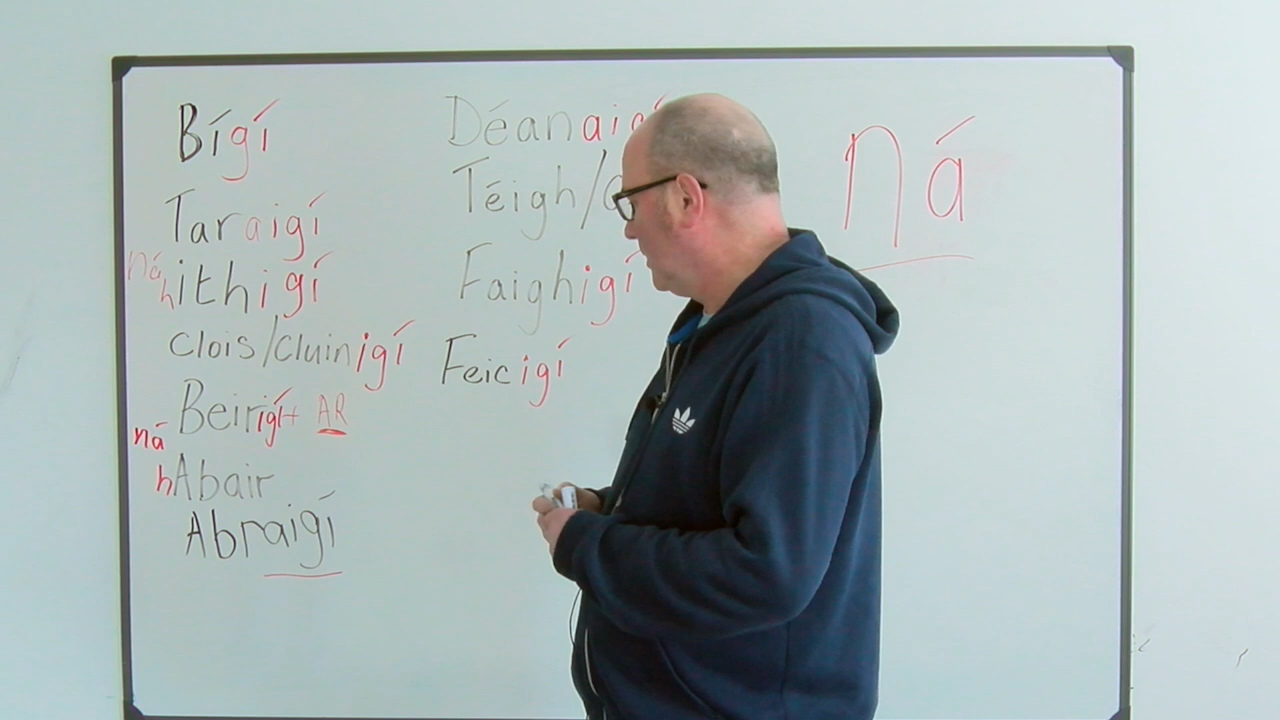 Bígí
Taraigí
ná
hithigí
Clois/cluinigí
Beirigí + AR
ná
hAbair
Abraigí
Déanaigí
Téigh/
Faighigí
Feicigí
Ná